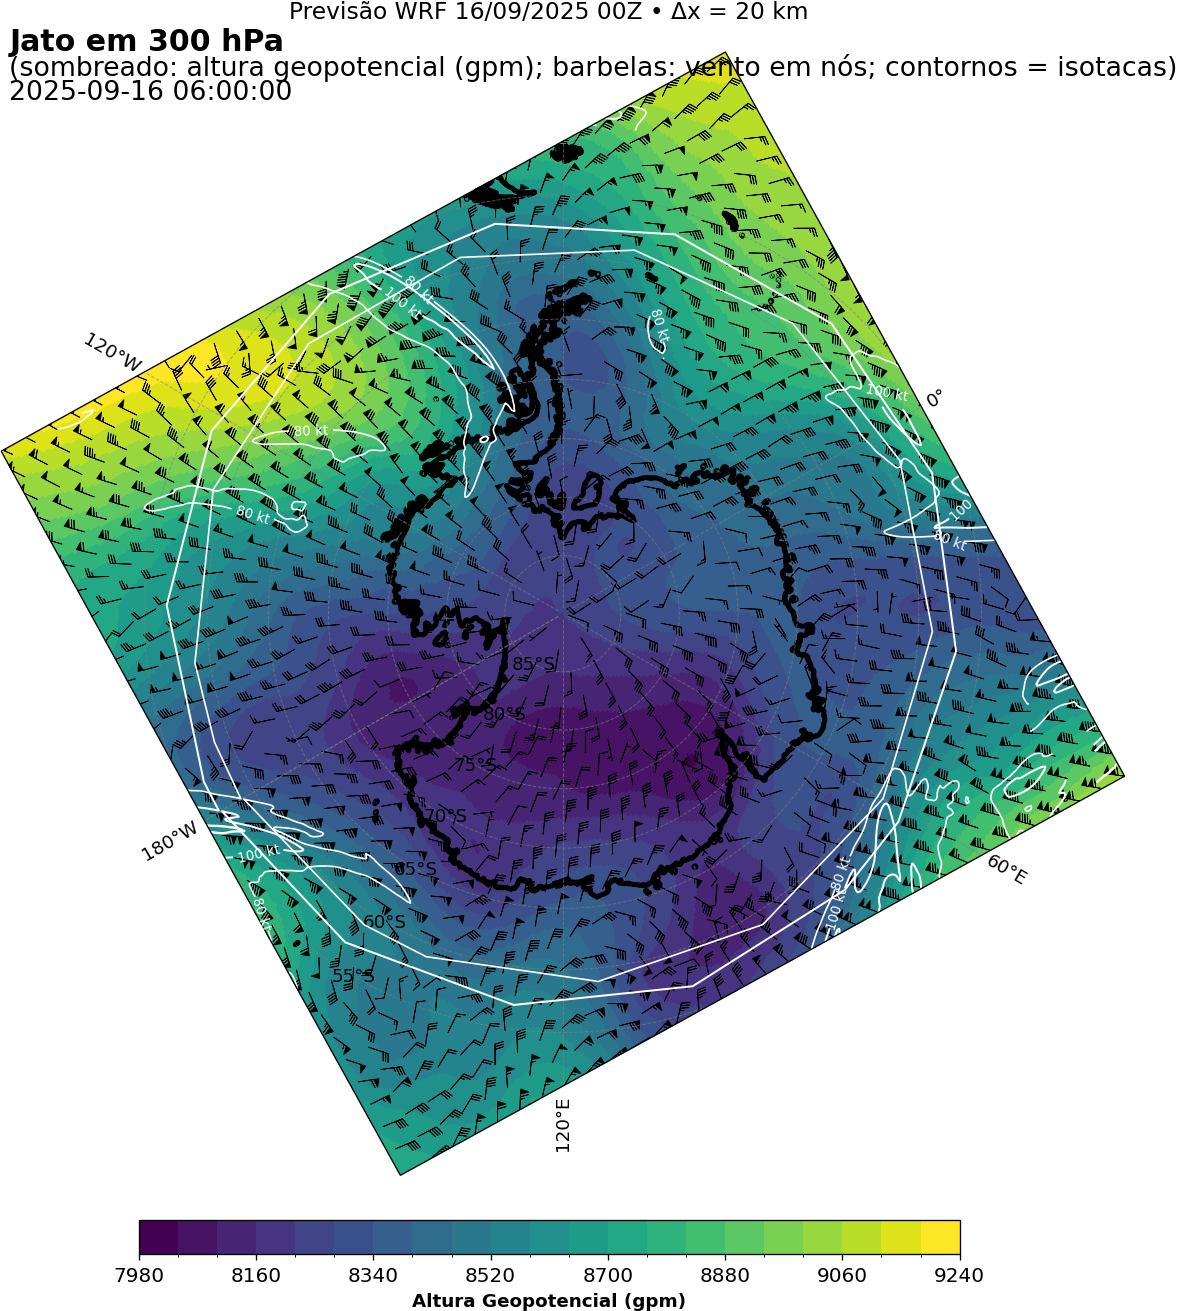 Previsão WRF 16/09/2025 00Z • Δx = 20 km
Jato em 300 hPa
(sombreado: altura geopotencial (gpm); barbelas: vento em nós; contornos = isotacas)
2025-09-16 06:00:00
80 kt
100 kt
80 kt
120°W
100 kt
0°
80 kt
80 kt
100
80 kt
85°S
80°S
75°S
70°S
180°W
100 kt
65°S
80 kt
60°E
80 kt
100 kt
60°S
55°S
120°E
7980 8160 8340 8520 8700 8880 9060 9240
Altura Geopotencial (gpm)